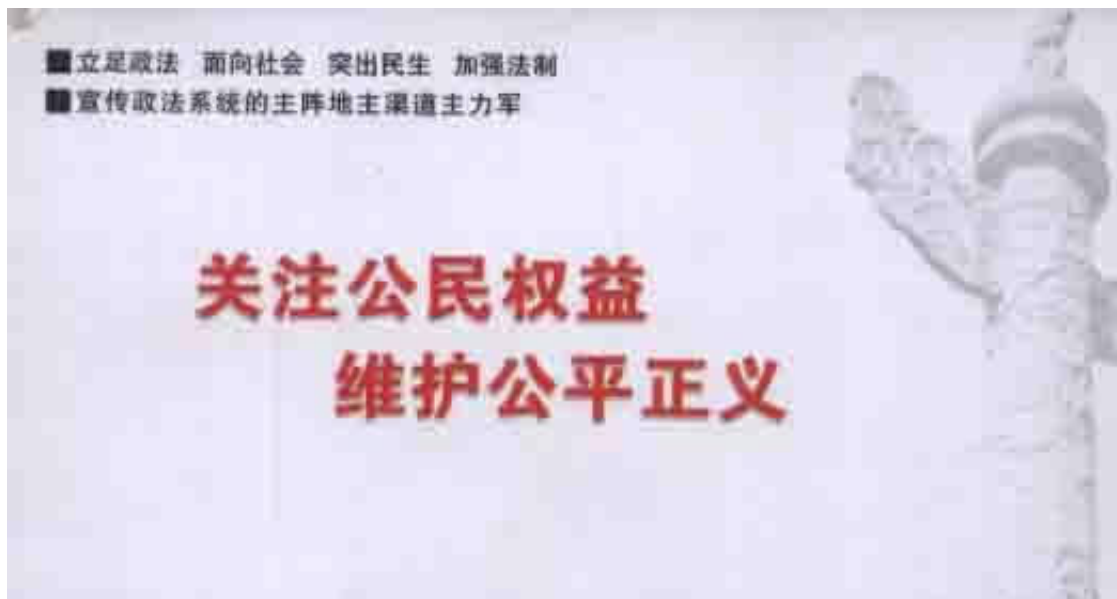 ■立足政法 面向社会 突出民生 加强法制
■宣传政法系统的主阵地主渠道主力军
关注公民权益
维护公平正义